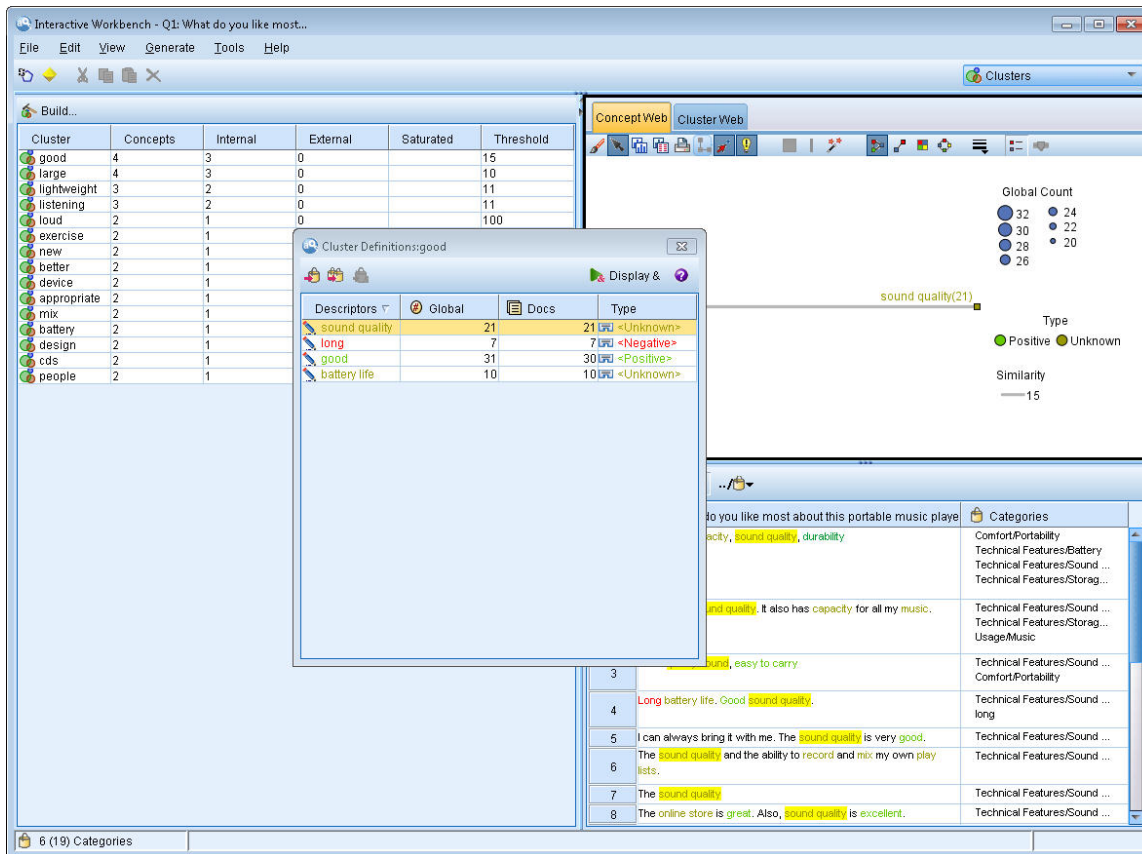 Interactive Workbench - Q1: What do you like most...
File Edit View Generate Tools Help
Clusters
Build...
Cluster Concepts Internal External Saturated Threshold
good 4 3 0 15
large 4 3 0 10
lightweight 3 2 0 11
listening 3 2 0 11
loud 2 1 0 100
exercise 2 1
new 2 1
better 2 1
device 2 1
appropriate 2 1
mix 2 1
battery 2 1
design 2 1
cds 2 1
people 2 1
Cluster Definitions:good
Display &
Descriptors Global Docs Type
sound quality 21 21 <Unknown>
long 7 7 <Negative>
good 31 30 <Positive>
battery life 10 10 <Unknown>
Concept Web Cluster Web
Global Count
32 24
30 22
28 20
26
sound quality(21)
Type
Positive Unknown
Similarity
15
../
do you like most about this portable music playe Categories
acity, sound quality, durability
Comfort/Portability
Technical Features/Battery
Technical Features/Sound ...
Technical Features/Storag...
und quality. It also has capacity for all my music.
Technical Features/Sound ...
Technical Features/Storag...
Usage/Music
3 und, easy to carry
Technical Features/Sound ...
Comfort/Portability
4 Long battery life. Good sound quality.
Technical Features/Sound ...
long
5 I can always bring it with me. The sound quality is very good. Technical Features/Sound ...
6 The sound quality and the ability to record and mix my own play
lists.
Technical Features/Sound ...
7 The sound quality Technical Features/Sound ...
8 The online store is great. Also, sound quality is excellent. Technical Features/Sound ...
6 (19) Categories